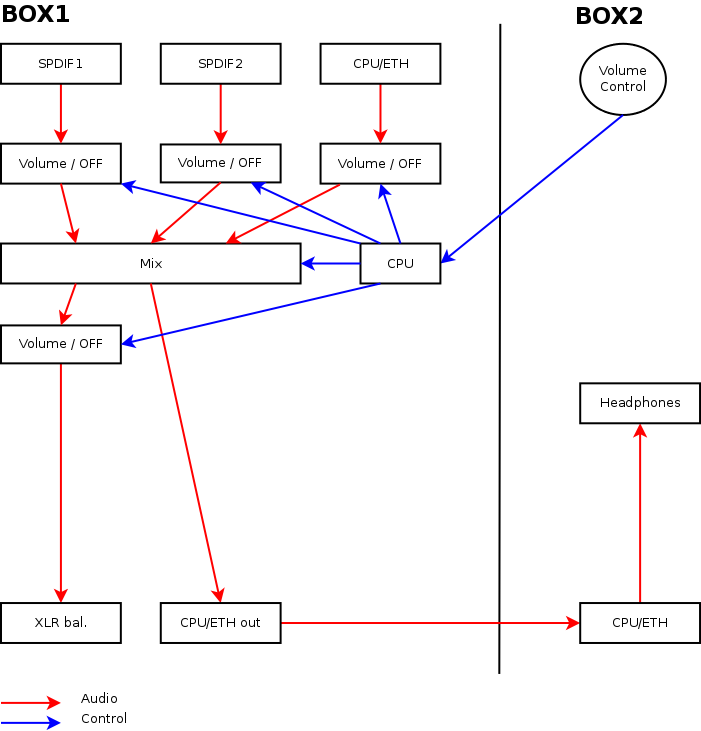 BOX1
BOX2
SPDIF1
SPDIF2
CPU/ETH
Volume
Control
Volume / OFF
Volume / OFF
Volume / OFF
Mix
CPU
Volume / OFF
Headphones
XLR bal.
CPU/ETH out
CPU/ETH
Audio
Control